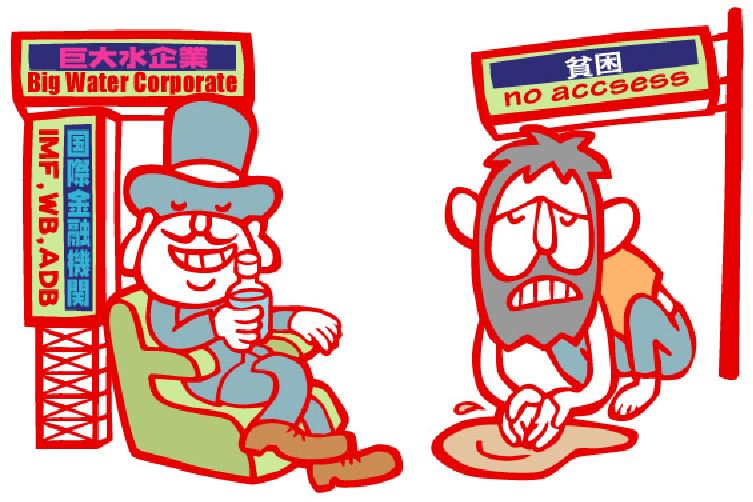 巨大水企業
Big Water Corporate
国際金融機関
IMF, WB, ADB
貧困
no accsess